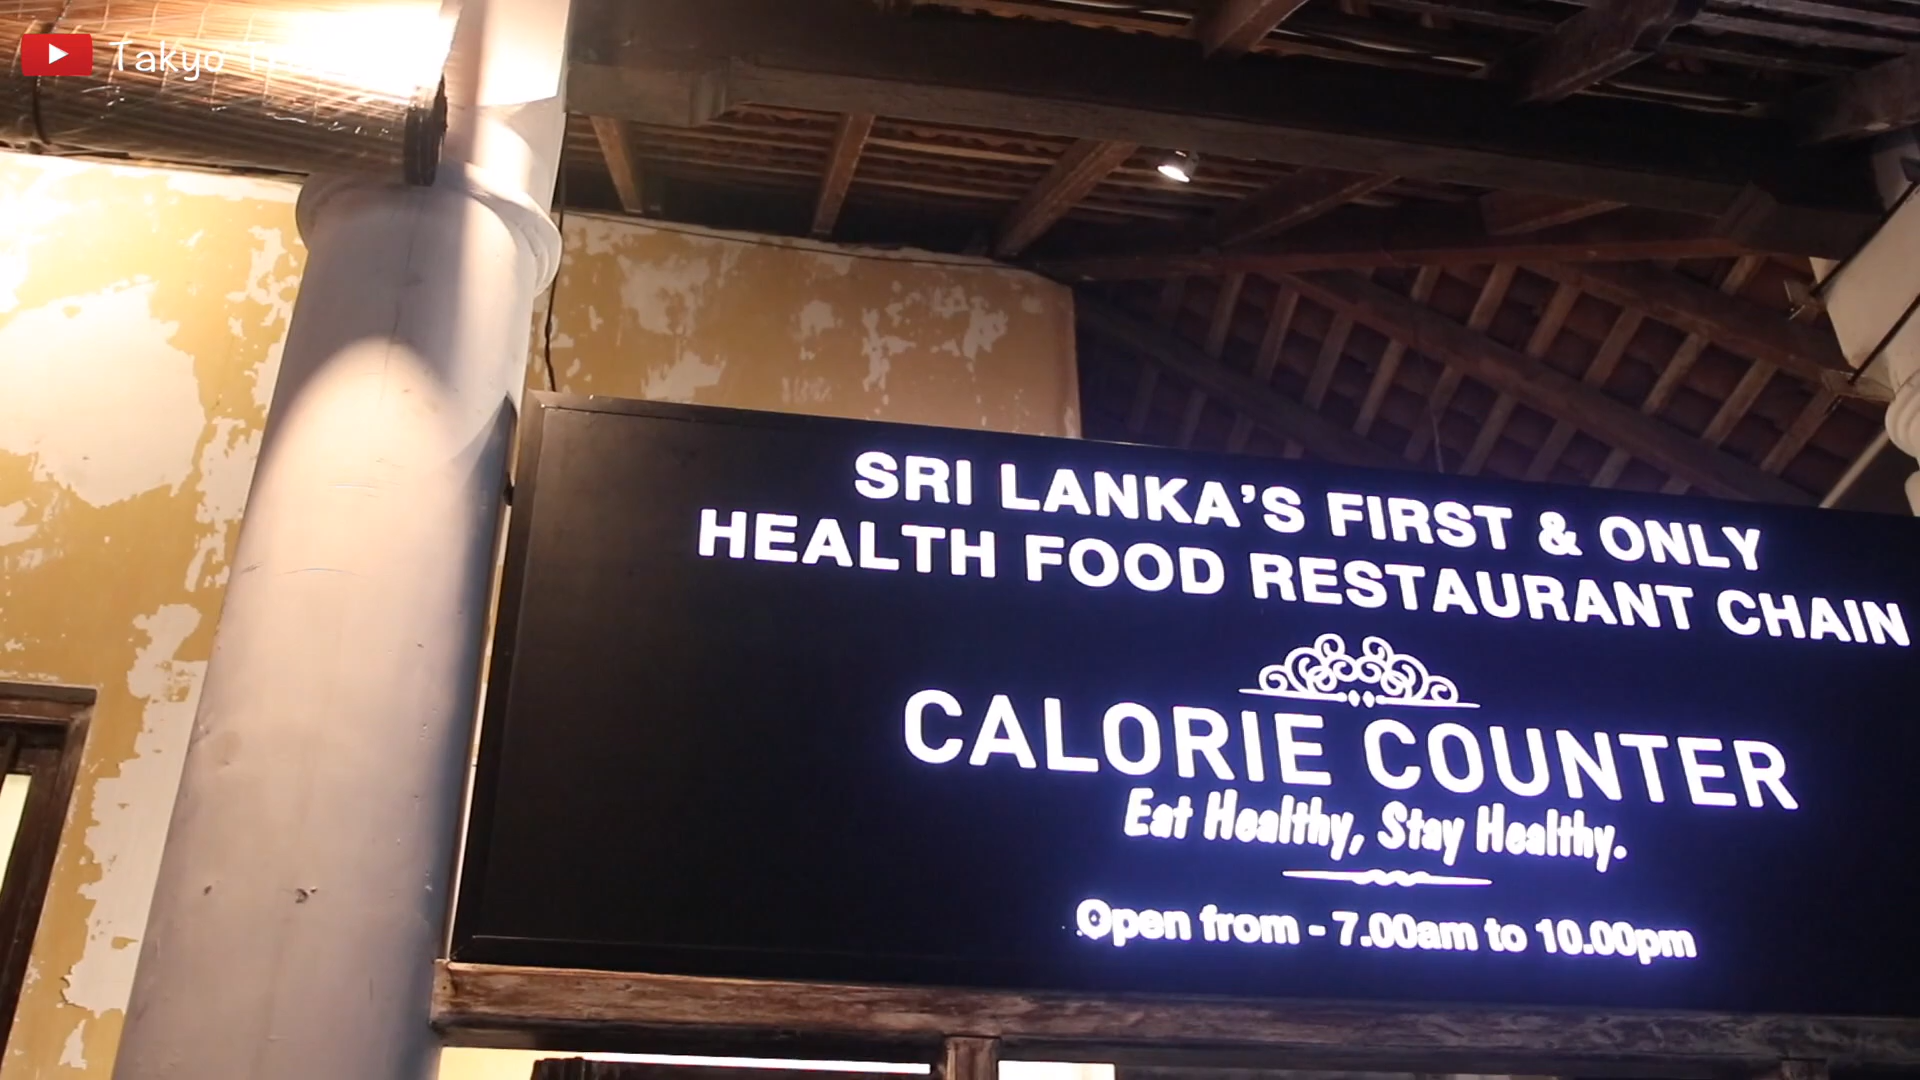 Takyo
SRI LANKA'S FIRST & ONLY
HEALTH FOOD RESTAURANT CHAIN
CALORIE COUNTER
Eat Healthy, Stay Healthy.
Open from - 7.00am to 10.00pm